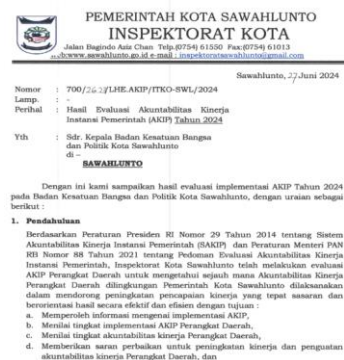 PEMERINTAH KOTA SAWAHLUNTO
INSPEKTORAT KOTA
Jalan Bagindo Aziz Chan Telp.(0754) 61550 Fax:(0754) 61013
web:www.sawahlunto.go.id e-mail : inspektoratsawahlunto@gmail.com
Sawahlunto, 27 Juni 2024
Nomor : 700/ /LHE.AKIP/ITKO-SWL/2024
Lamp. : -
Perihal : Hasil Evaluasi Akuntabilitas Kinerja
Instansi Pemerintah (AKIP) Tahun 2024
Yth : Sdr. Kepala Badan Kesatuan Bangsa
dan Politik Kota Sawahlunto
di –
SAWAHLUNTO
Dengan ini kami sampaikan hasil evaluasi implementasi AKIP Tahun 2024
pada Badan Kesatuan Bangsa dan Politik Kota Sawahlunto, dengan uraian sebagai
berikut :
1. Pendahuluan
Berdasarkan Peraturan Presiden RI Nomor 29 Tahun 2014 tentang Sistem
Akuntabilitas Kinerja Instansi Pemerintah (SAKIP) dan Peraturan Menteri PAN
RB Nomor 88 Tahun 2021 tentang Pedoman Evaluasi Akuntabilitas Kinerja
Instansi Pemerintah, Inspektorat Kota Sawahlunto telah melakukan evaluasi
AKIP Perangkat Daerah untuk mengetahui sejauh mana Akuntabilitas Kinerja
Perangkat Daerah dilingkungan Pemerintah Kota Sawahlunto dilaksanakan
dalam mendorong peningkatan pencapaian kinerja yang tepat sasaran dan
berorientasi hasil secara efektif dan efisien dengan tujuan :
a. Memperoleh informasi mengenai implementasi AKIP,
b. Menilai tingkat implementasi AKIP Perangkat Daerah,
c. Menilai tingkat akuntabilitas kinerja Perangkat Daerah,
d. Memberikan saran perbaikan untuk peningkatan kinerja dan penguatan
akuntabilitas kinerja Perangkat Daerah, dan